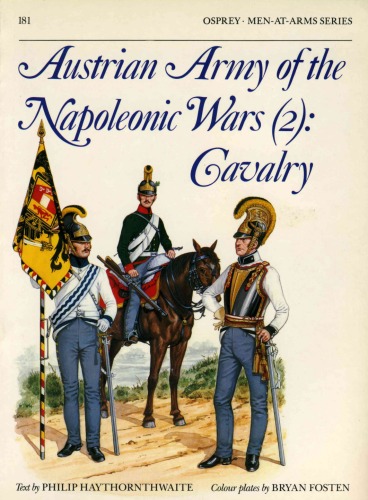 181
OSPREY · MEN-AT-ARMS SERIES
Austrian Army of the
Napoleonic Wars (2):
Cavalry
Text by PHILIP HAYTHORNTHWAITE
Colour plates by BRYAN FOSTEN